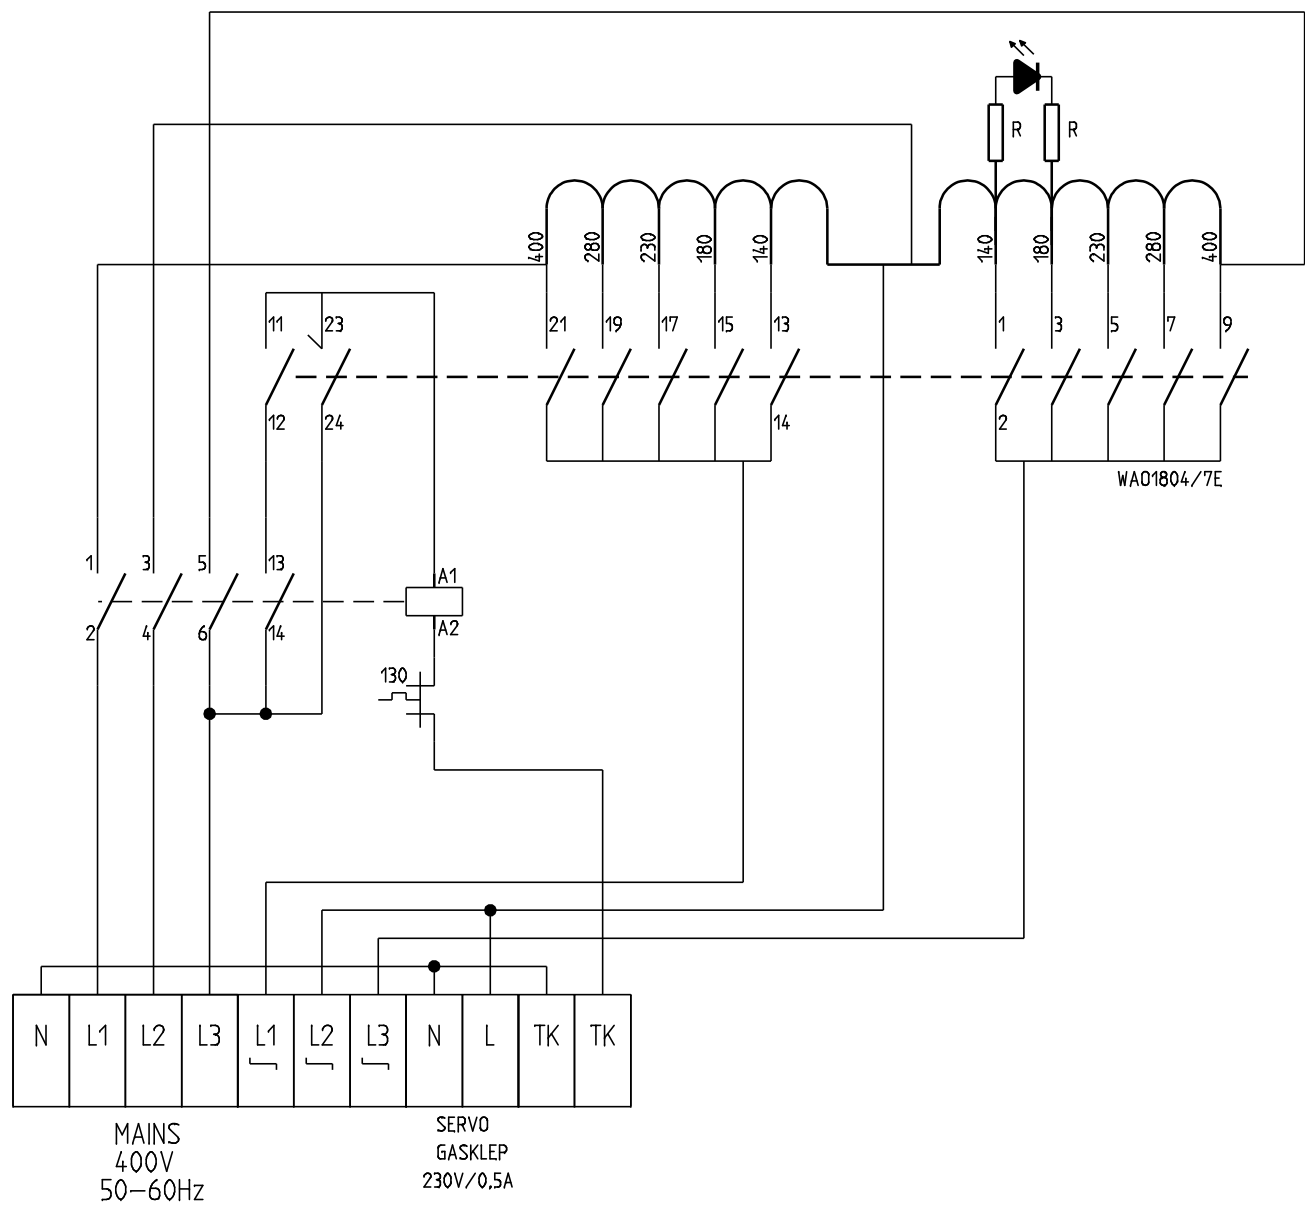 R R
400 280 230 180 140 140 180 230 280 400
11 23 21 19 17 15 13 1 3 5 7 9
12 24 14 2
WAO1804/7E
1 3 5 13
A1
2 4 6 14 A2
130
N L1 L2 L3 L1 L2 L3 N L TK TK
MAINS
400V
50-60Hz
SERVO
GASKLEP
230V/0,5A